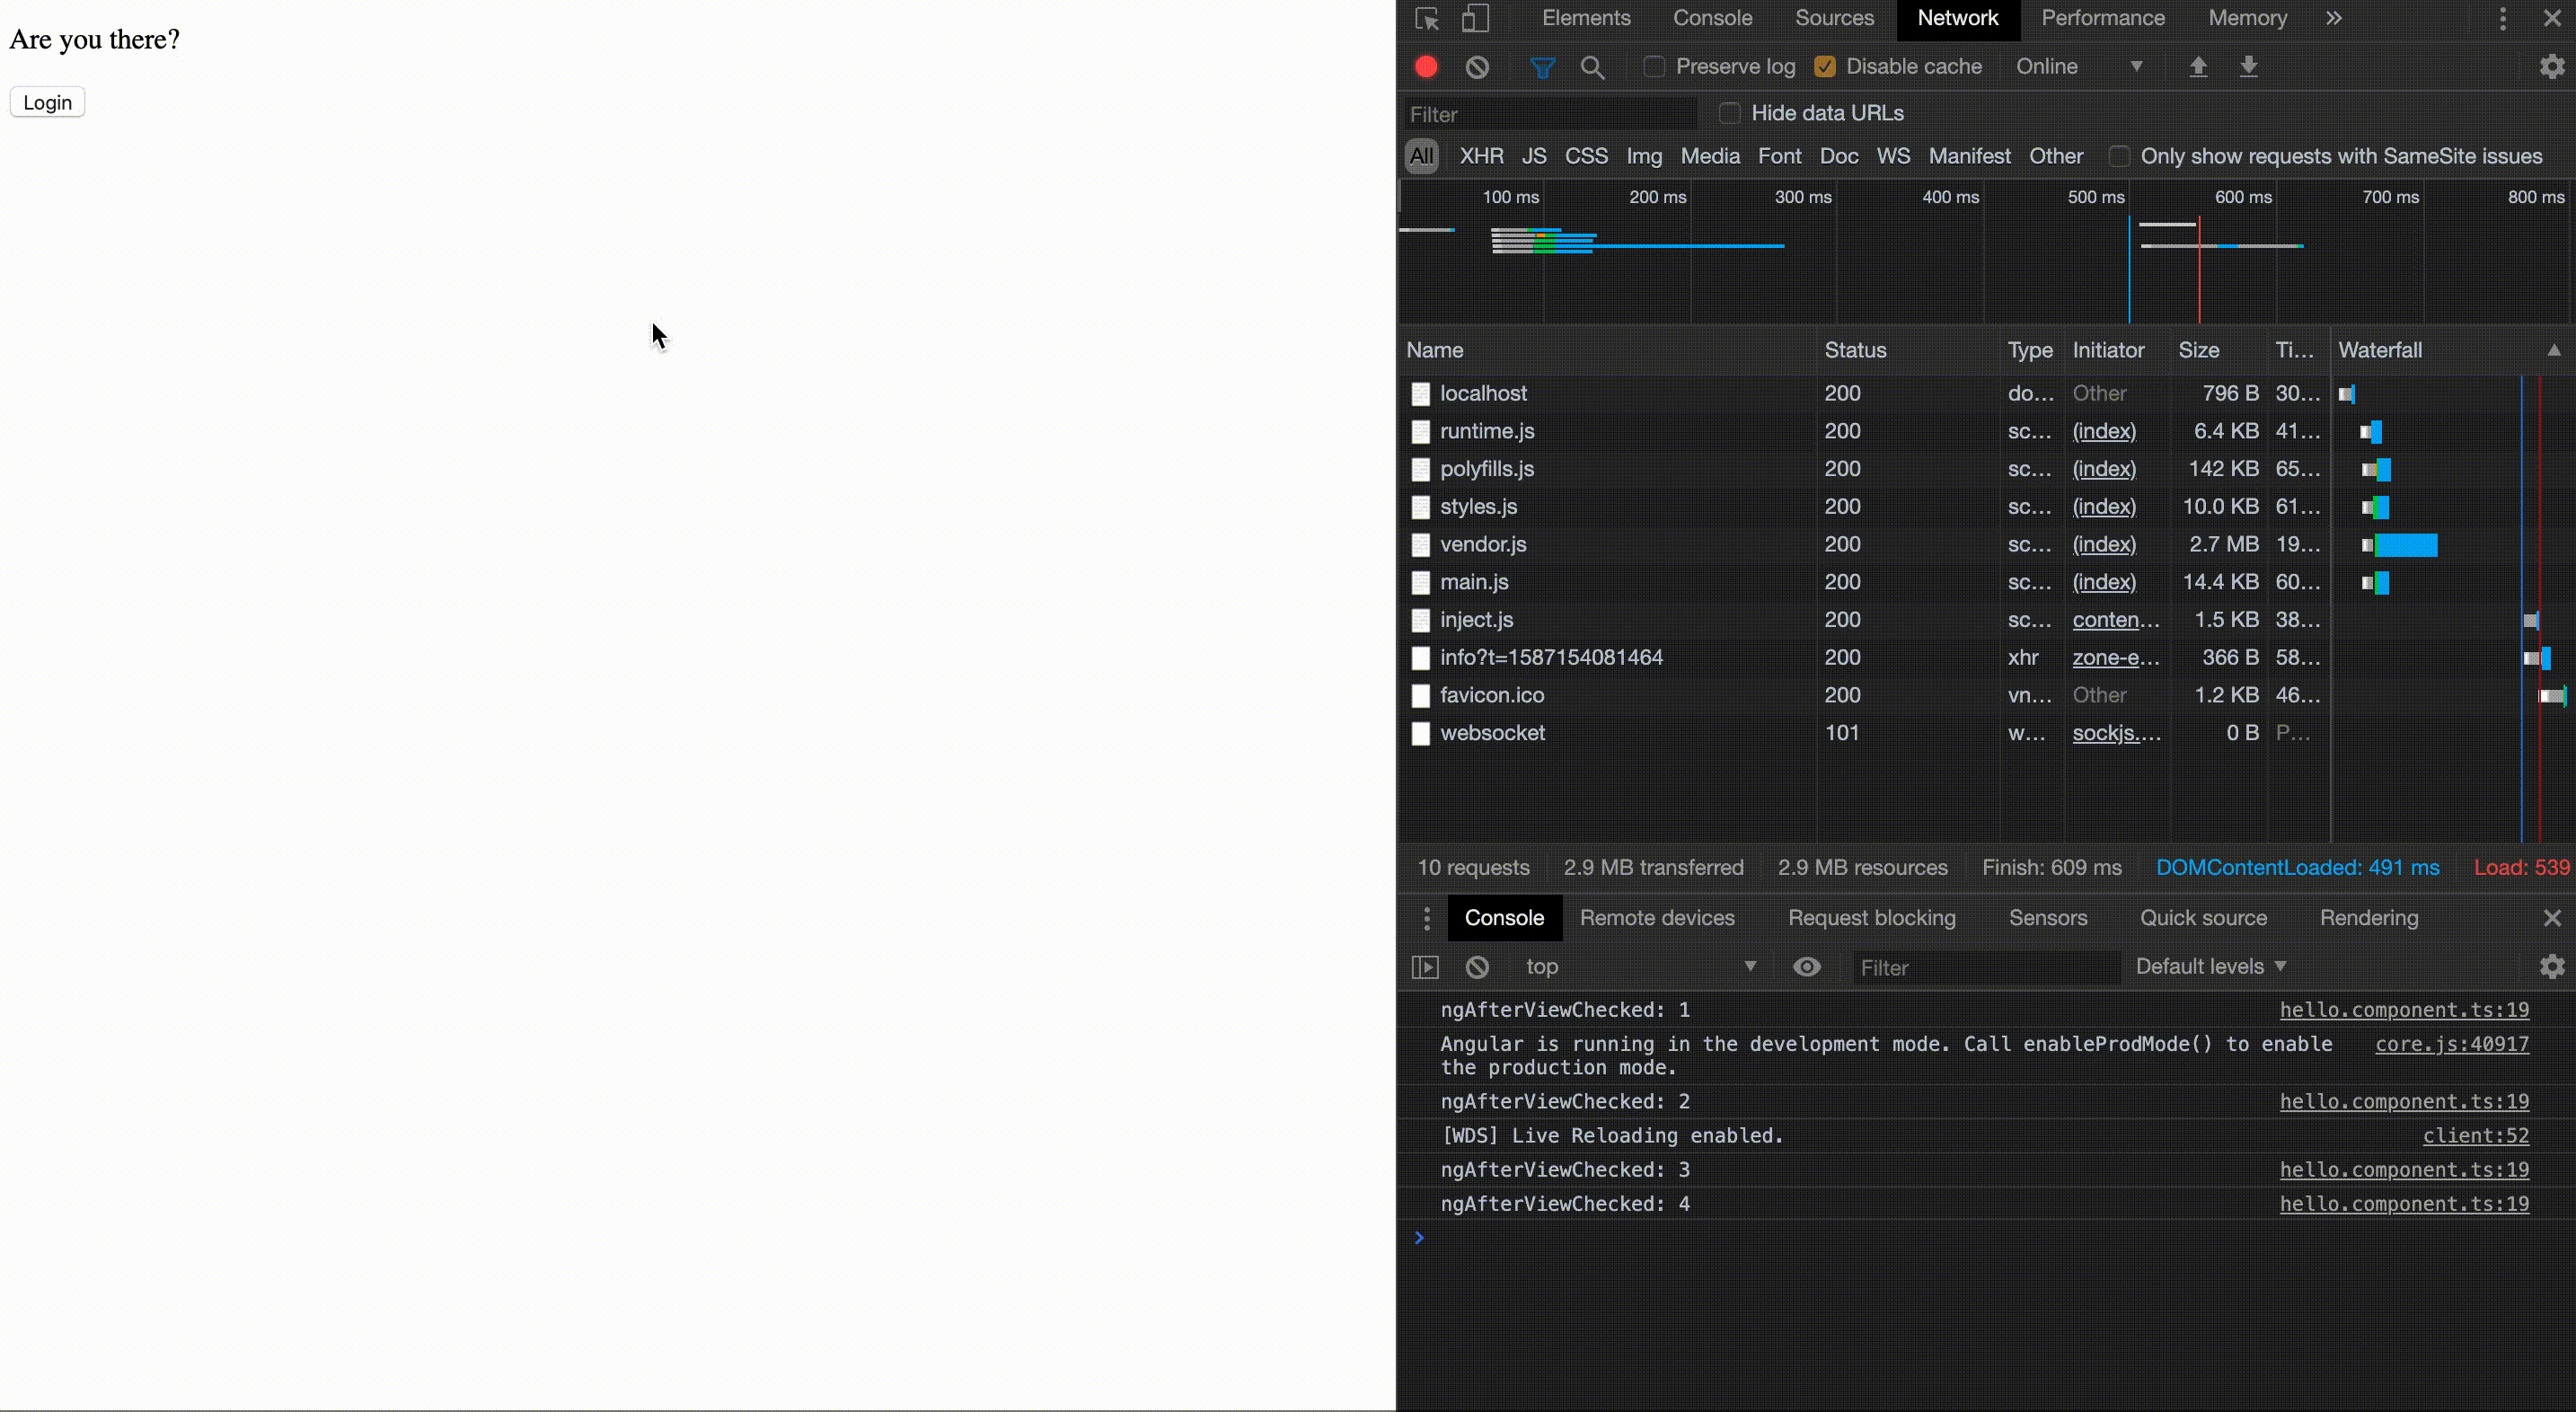 Are you there?
Login
Elements Console Sources Network Performance Memory »
Preserve log Disable cache Online
Filter Hide data URLs
All XHR JS CSS Img Media Font Doc WS Manifest Other Only show requests with SameSite issues
100 ms 200 ms 300 ms 400 ms 500 ms 600 ms 700 ms 800 ms
Name Status Type Initiator Size Ti... Waterfall
localhost 200 do... Other 796 B 30...
runtime.js 200 sc... (index) 6.4 KB 41...
polyfills.js 200 sc... (index) 142 KB 65...
styles.js 200 sc... (index) 10.0 KB 61...
vendor.js 200 sc... (index) 2.7 MB 19...
main.js 200 sc... (index) 14.4 KB 60...
inject.js 200 sc... conten... 1.5 KB 38...
info?t=1587154081464 200 xhr zone-e... 366 B 58...
favicon.ico 200 vn... Other 1.2 KB 46...
websocket 101 w... sockjs.... 0 B P...
10 requests 2.9 MB transferred 2.9 MB resources Finish: 609 ms DOMContentLoaded: 491 ms Load: 539
Console Remote devices Request blocking Sensors Quick source Rendering
top Filter Default levels
ngAfterViewChecked: 1 hello.component.ts:19
Angular is running in the development mode. Call enableProdMode() to enable core.js:40917
the production mode.
ngAfterViewChecked: 2 hello.component.ts:19
[WDS] Live Reloading enabled. client:52
ngAfterViewChecked: 3 hello.component.ts:19
ngAfterViewChecked: 4 hello.component.ts:19